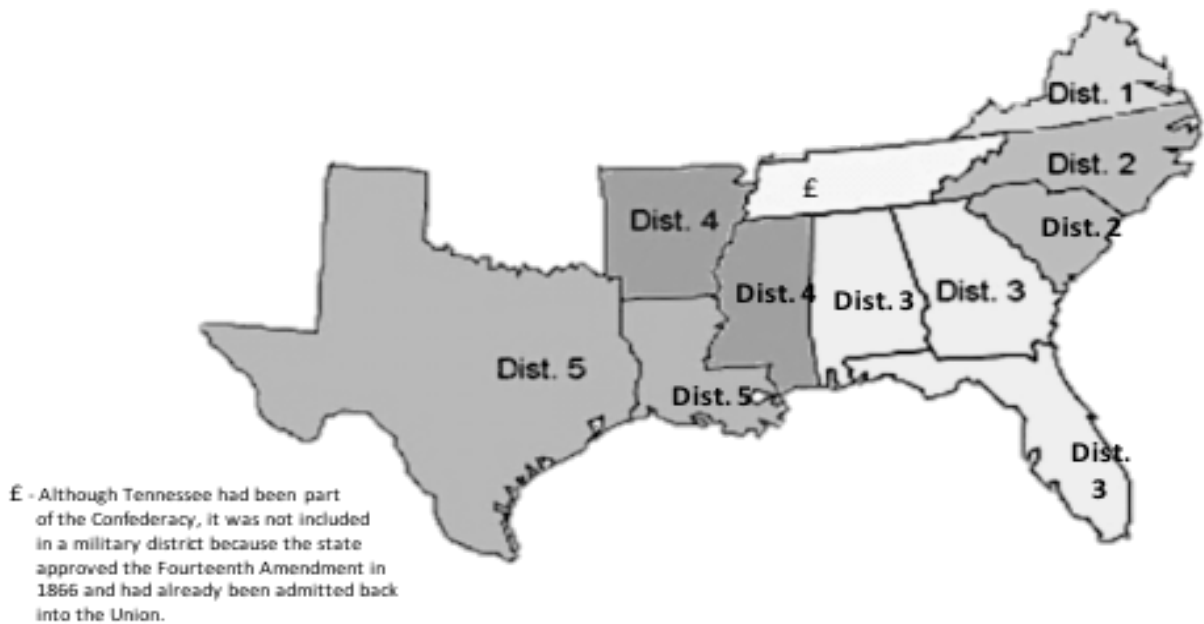 Dist. 1
Dist. 2
£
Dist. 4
Dist. 2
Dist. 4
Dist. 3
Dist. 3
Dist. 5
Dist. 5
Dist.
3
£ - Although Tennessee had been part
of the Confederacy, it was not included
in a military district because the state
approved the Fourteenth Amendment in
1866 and had already been admitted back
into the Union.